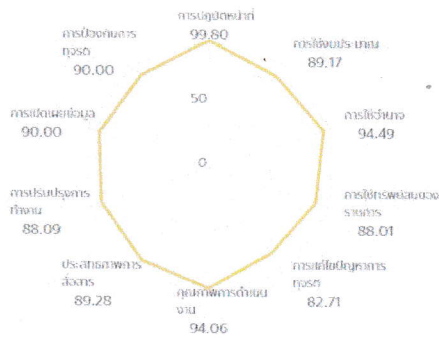 การปฏิบัติหน้าที่
99.80
การใช้งบประมาณ
89.17
การใช้อำนาจ
94.49
การใช้ทรัพย์สินของ
ราชการ
88.01
การแก้ไขปัญหาการ
ทุจริต
82.71
คุณภาพการดำเนิน
งาน
94.06
ประสิทธิภาพการ
สื่อสาร
89.28
การปรับปรุงการ
ทำงาน
88.09
การเปิดเผยข้อมูล
90.00
การป้องกันการ
ทุจริต
90.00
50
0